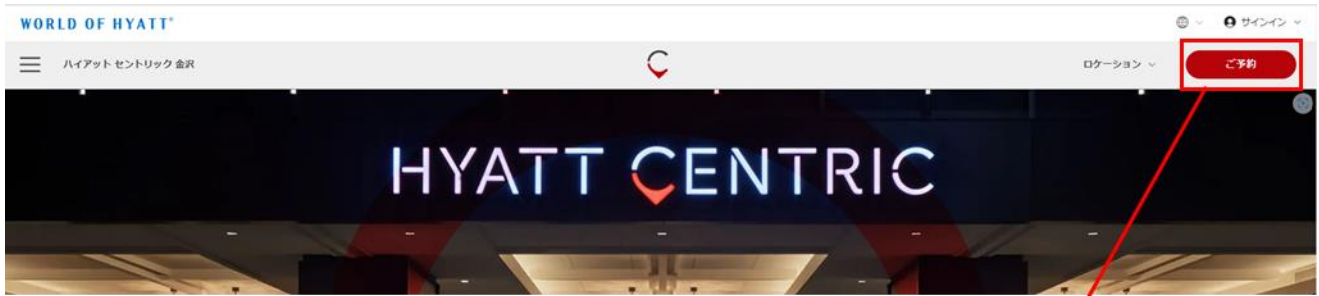 WORLD OF HYATT®
サインイン
ハイアット セントリック 金沢
ロケーション
ご予約
HYATT CENTRIC